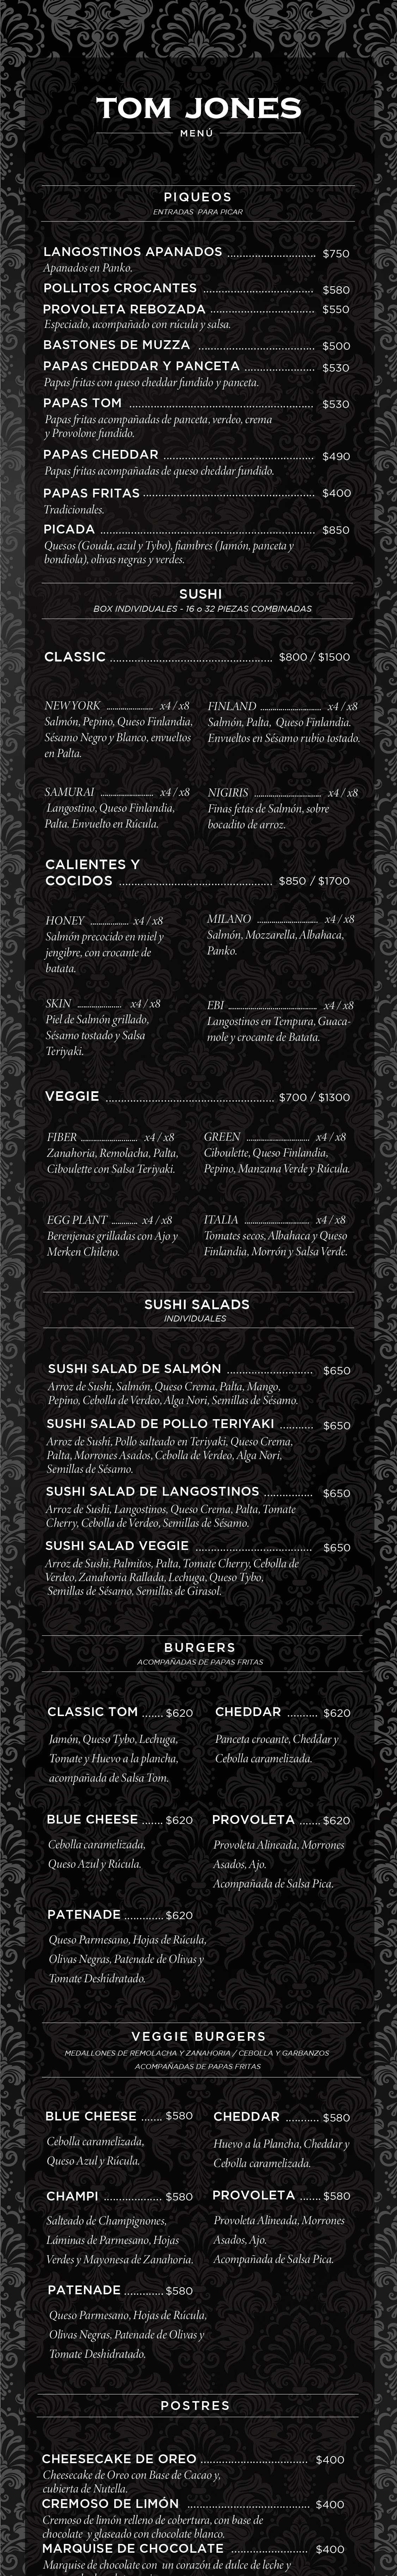 TOM JONES
MENÚ
PIQUEOS
ENTRADAS PARA PICAR
LANGOSTINOS APANADOS ........................... $750
Apanados en Panko.
POLLITOS CROCANTES ................................. $580
PROVOLETA REBOZADA ................................ $550
Especiado, acompañado con rúcula y salsa.
BASTONES DE MUZZA ................................... $500
PAPAS CHEDDAR Y PANCETA ..................... $530
Papas fritas con queso cheddar fundido y panceta.
PAPAS TOM ........................................................ $530
Papas fritas acompañadas de panceta, verdeo, crema
y Provolone fundido.
PAPAS CHEDDAR .............................................. $490
Papas fritas acompañadas de queso cheddar fundido.
PAPAS FRITAS .................................................... $400
Tradicionales.
PICADA ................................................................. $850
Quesos (Gouda, azul y Tybo), fiambres (Jamón, panceta y
bondiola), olivas negras y verdes.
SUSHI
BOX INDIVIDUALES - 16 o 32 PIEZAS COMBINADAS
CLASSIC .................................................. $800 / $1500
NEW YORK ...................... x4 / x8
Salmón, Pepino, Queso Finlandia,
Sésamo Negro y Blanco, envueltos
en Palta.
FINLAND ............................. x4 / x8
Salmón, Palta, Queso Finlandia.
Envueltos en Sésamo rubio tostado.
SAMURAI ......................... x4 / x8
Langostino, Queso Finlandia,
Palta. Envuelto en Rúcula.
NIGIRIS ................................ x4 / x8
Finas fetas de Salmón, sobre
bocadito de arroz.
CALIENTES Y
COCIDOS ............................................... $850 / $1700
HONEY .................. x4 / x8
Salmón precocido en miel y
jengibre, con crocante de
batata.
MILANO ............................. x4 / x8
Salmón, Mozzarella, Albahaca,
Panko.
SKIN ..................... x4 / x8
Piel de Salmón grillado,
Sésamo tostado y Salsa
Teriyaki.
EBI .......................................... x4 / x8
Langostinos en Tempura, Guaca-
mole y crocante de Batata.
VEGGIE .................................................... $700 / $1300
FIBER ........................... x4 / x8
Zanahoria, Remolacha, Palta,
Ciboulette con Salsa Teriyaki.
GREEN .............................. x4 / x8
Ciboulette, Queso Finlandia,
Pepino, Manzana Verde y Rúcula.
EGG PLANT ............ x4 / x8
Berenjenas grilladas con Ajo y
Merken Chileno.
ITALIA ............................... x4 / x8
Tomates secos, Albahaca y Queso
Finlandia, Morrón y Salsa Verde.
SUSHI SALADS
INDIVIDUALES
SUSHI SALAD DE SALMÓN .......................... $650
Arroz de Sushi, Salmón, Queso Crema, Palta, Mango,
Pepino, Cebolla de Verdeo, Alga Nori, Semillas de Sésamo.
SUSHI SALAD DE POLLO TERIYAKI .......... $650
Arroz de Sushi, Pollo salteado en Teriyaki, Queso Crema,
Palta, Morrones Asados, Cebolla de Verdeo, Alga Nori,
Semillas de Sésamo.
SUSHI SALAD DE LANGOSTINOS ............... $650
Arroz de Sushi, Langostinos, Queso Crema, Palta, Tomate
Cherry, Cebolla de Verdeo, Semillas de Sésamo.
SUSHI SALAD VEGGIE ................................... $650
Arroz de Sushi, Palmitos, Palta, Tomate Cherry, Cebolla de
Verdeo, Zanahoria Rallada, Lechuga, Queso Tybo,
Semillas de Sésamo, Semillas de Girasol.
BURGERS
ACOMPAÑADAS DE PAPAS FRITAS
CLASSIC TOM ...... $620
Jamón, Queso Tybo, Lechuga,
Tomate y Huevo a la plancha,
acompañada de Salsa Tom.
CHEDDAR ......... $620
Panceta crocante, Cheddar y
Cebolla caramelizada.
BLUE CHEESE ...... $620
Cebolla caramelizada,
Queso Azul y Rúcula.
PROVOLETA ...... $620
Provoleta Alineada, Morrones
Asados, Ajo.
Acompañada de Salsa Pica.
PATENADE ............ $620
Queso Parmesano, Hojas de Rúcula,
Olivas Negras, Patenade de Olivas y
Tomate Deshidratado.
VEGGIE BURGERS
MEDALLONES DE REMOLACHA Y ZANAHORIA / CEBOLLA Y GARBANZOS
ACOMPAÑADAS DE PAPAS FRITAS
BLUE CHEESE ...... $580
Cebolla caramelizada,
Queso Azul y Rúcula.
CHEDDAR .......... $580
Huevo a la Plancha, Cheddar y
Cebolla caramelizada.
CHAMPI ................. $580
Salteado de Champignones,
Láminas de Parmesano, Hojas
Verdes y Mayonesa de Zanahoria.
PROVOLETA ...... $580
Provoleta Alineada, Morrones
Asados, Ajo.
Acompañada de Salsa Pica.
PATENADE ............ $580
Queso Parmesano, Hojas de Rúcula,
Olivas Negras, Patenade de Olivas y
Tomate Deshidratado.
POSTRES
CHEESECAKE DE OREO ................................ $400
Cheesecake de Oreo con Base de Cacao y,
cubierta de Nutella.
CREMOSO DE LIMÓN .................................... $400
Cremoso de limón relleno de cobertura, con base de
chocolate y glaseado con chocolate blanco.
MARQUISE DE CHOCOLATE ....................... $400
Marquise de chocolate con un corazón de dulce de leche y